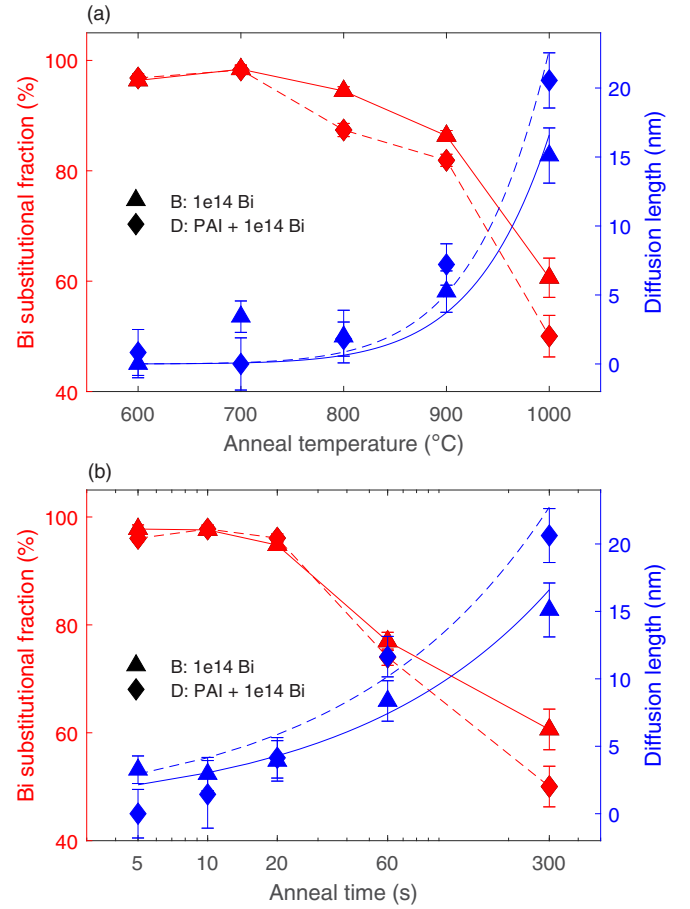 (a)
100
80
60
40
Bi substitutional fraction (%)
B: 1e14 Bi
D: PAI + 1e14 Bi
20
15
10
5
0
Diffusion length (nm)
600 700 800 900 1000
Anneal temperature (°C)
(b)
100
80
60
40
Bi substitutional fraction (%)
B: 1e14 Bi
D: PAI + 1e14 Bi
20
15
10
5
0
Diffusion length (nm)
5 10 20 60 300
Anneal time (s)